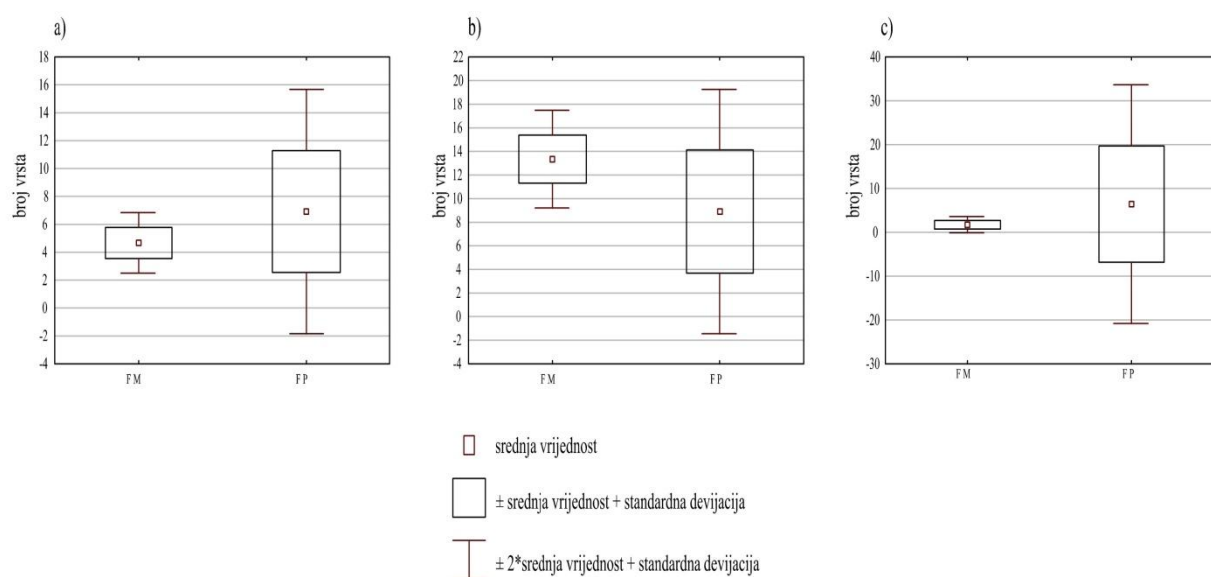 a)
broj vrsta
18
16
14
12
10
8
6
4
2
0
-2
-4
FM
FP
b)
broj vrsta
22
20
18
16
14
12
10
8
6
4
2
0
-2
-4
FM
FP
c)
broj vrsta
40
30
20
10
0
-10
-20
-30
FM
FP
srednja vrijednost
± srednja vrijednost + standardna devijacija
± 2*srednja vrijednost + standardna devijacija